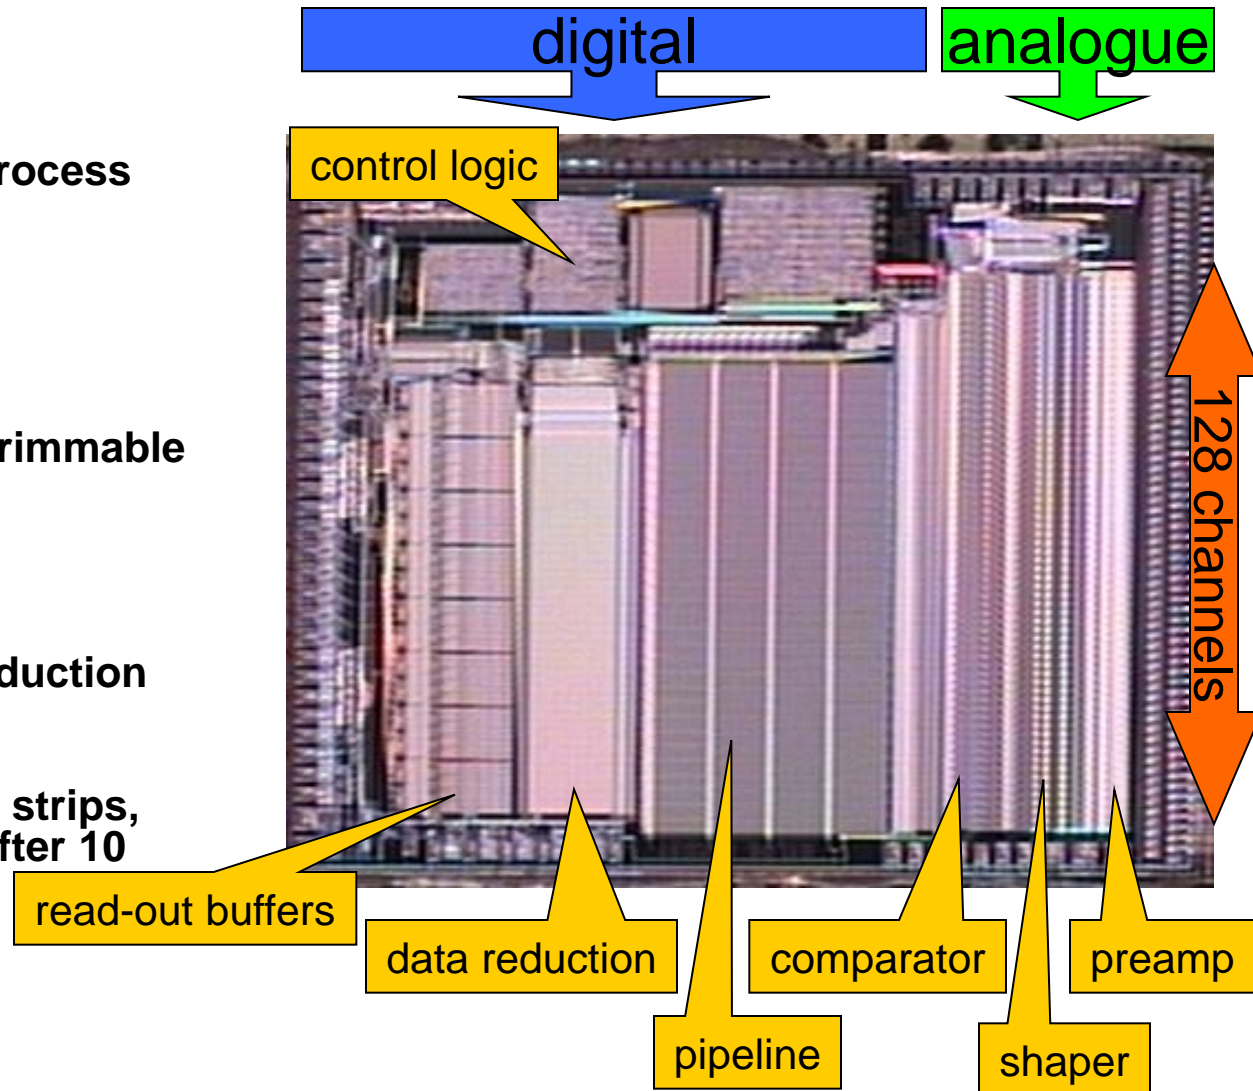 digital
analogue
control logic
rocess
128 channels
rimmable
duction
strips,
fter 10
read-out buffers
data reduction
comparator
preamp
pipeline
shaper